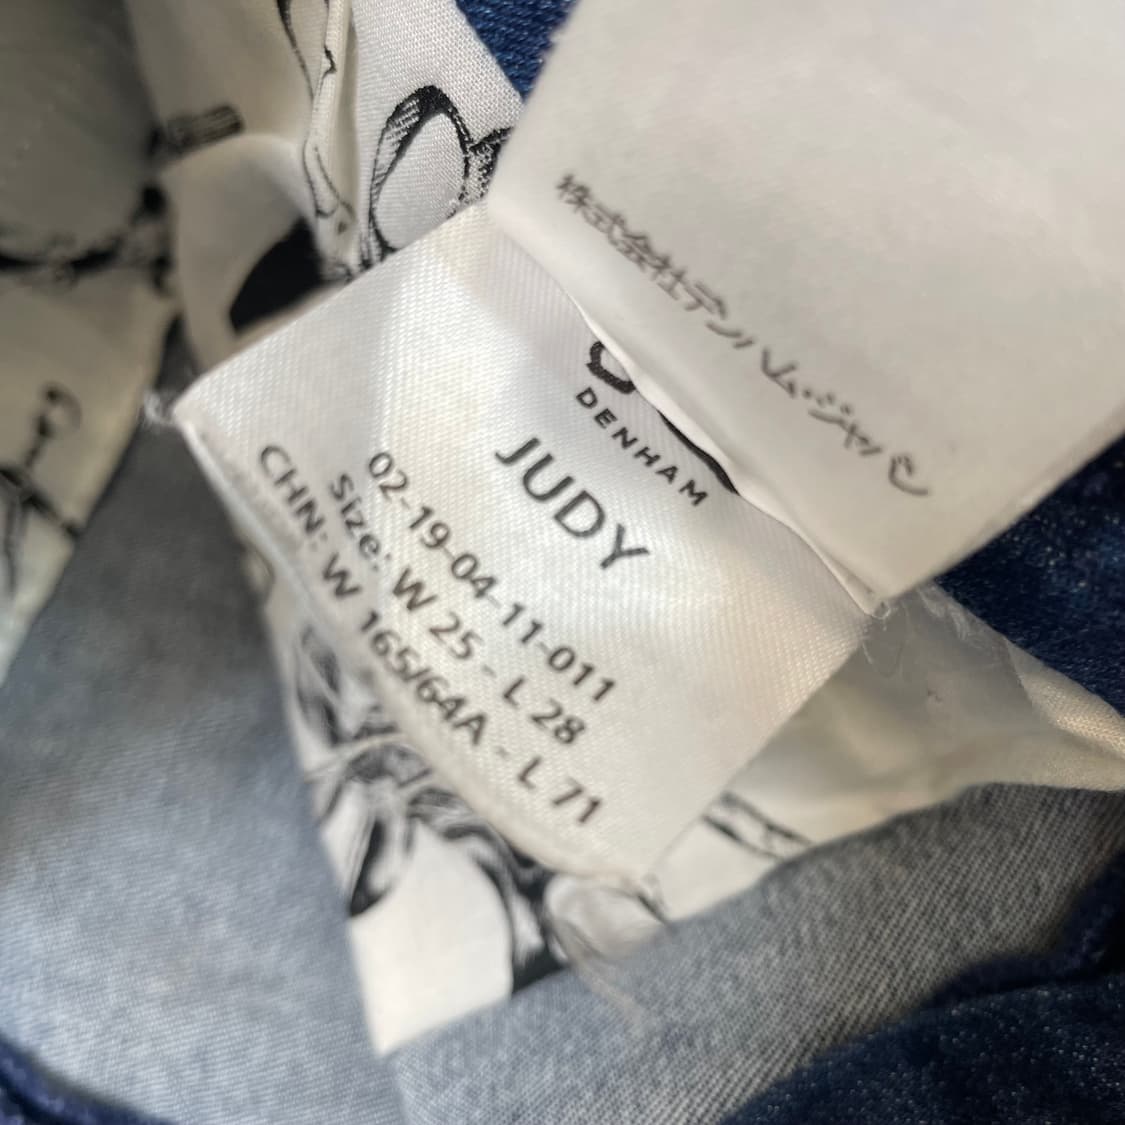 株式会社デンハム・ジャパン
DENHAM
JUDY
02-19-04-11-011
Size: W 25 - L 28
CHN: W 165/64A - L 71